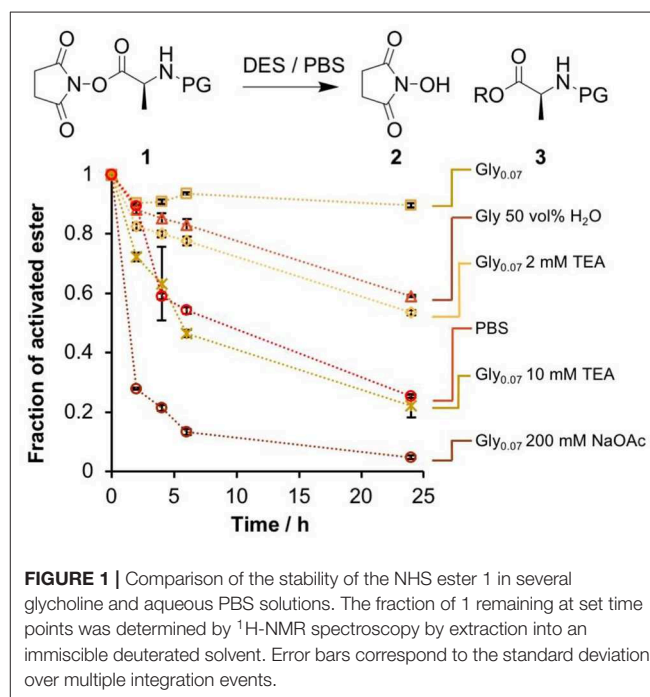 O
N-O
O
O
H
N
PG
1
DES / PBS
O
N-OH
O
2
RO
O
H
N
PG
3
Fraction of activated ester
1
0.8
0.6
0.4
0.2
0
0 5 10 15 20 25
Time / h
Gly0.07
Gly 50 vol% H2O
Gly0.07 2 mM TEA
PBS
Gly0.07 10 mM TEA
Gly0.07 200 mM NaOAc
FIGURE 1 | Comparison of the stability of the NHS ester 1 in several
glycholine and aqueous PBS solutions. The fraction of 1 remaining at set time
points was determined by ¹H-NMR spectroscopy by extraction into an
immiscible deuterated solvent. Error bars correspond to the standard deviation
over multiple integration events.